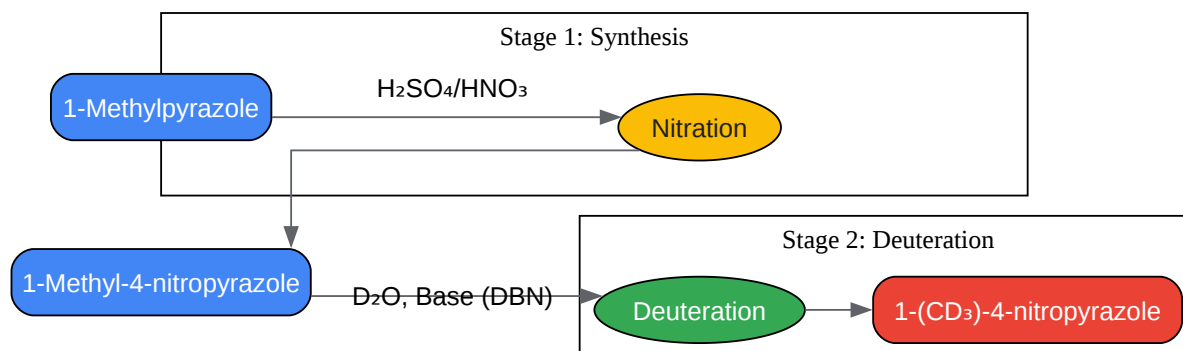 Stage 1: Synthesis
1-Methylpyrazole
H₂SO₄/HNO₃
Nitration
1-Methyl-4-nitropyrazole
D₂O, Base (DBN)
Stage 2: Deuteration
Deuteration
1-(CD₃)-4-nitropyrazole